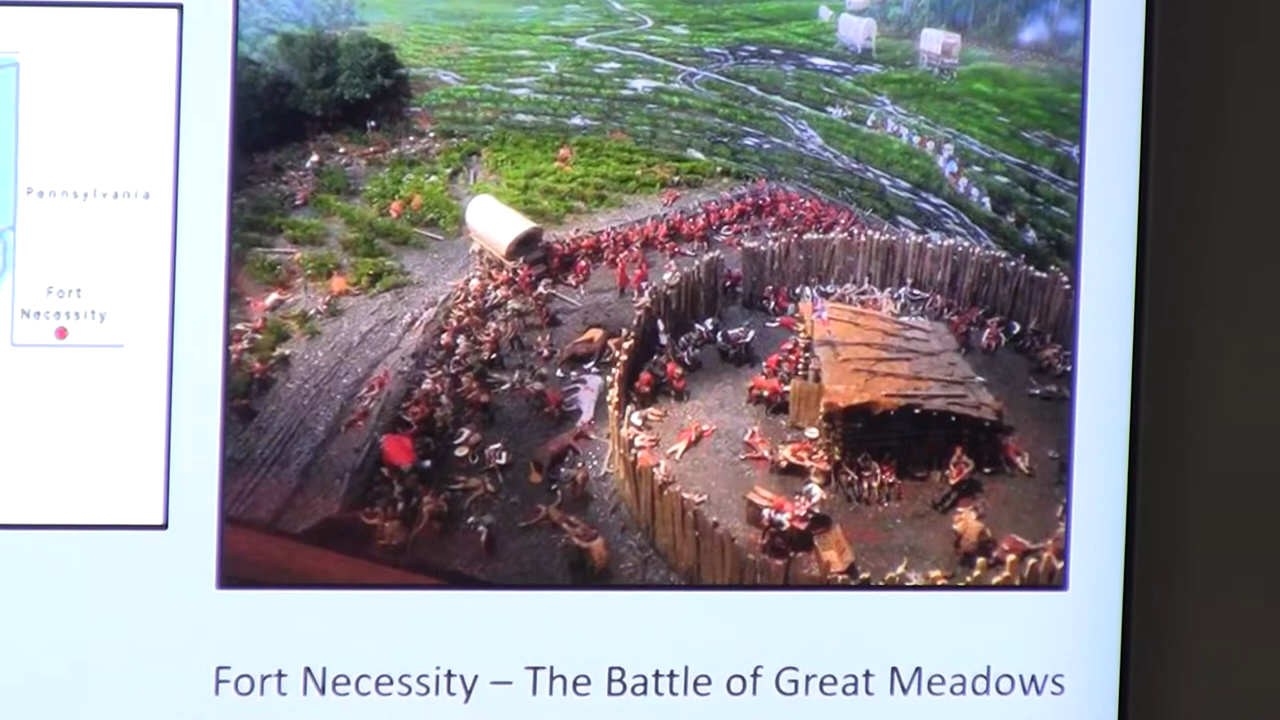 Pennsylvania
Fort
Necessity
Fort Necessity – The Battle of Great Meadows